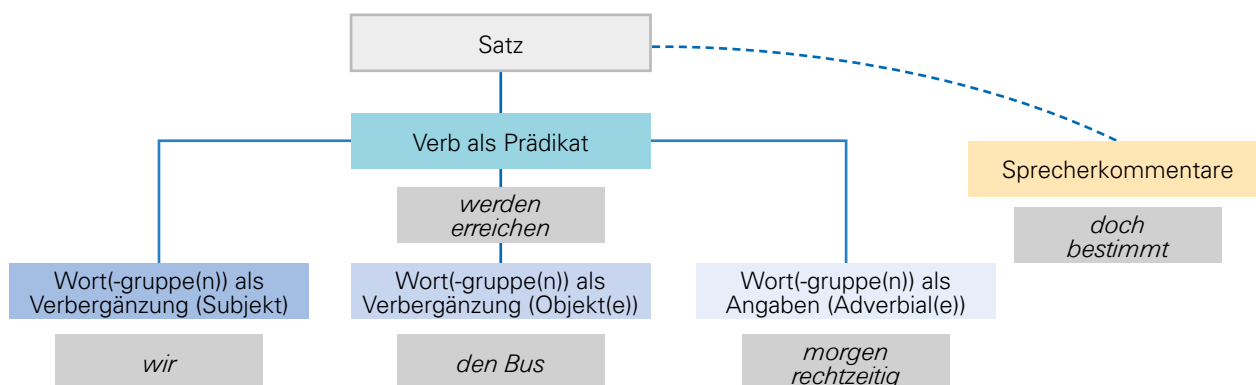 Satz
Verb als Prädikat
Sprecherkommentare
werden
erreichen
doch
bestimmt
Wort(-gruppe(n)) als
Verbergänzung (Subjekt)
Wort(-gruppe(n)) als
Verbergänzung (Objekt(e))
Wort(-gruppe(n)) als
Angaben (Adverbial(e))
wir
den Bus
morgen
rechtzeitig